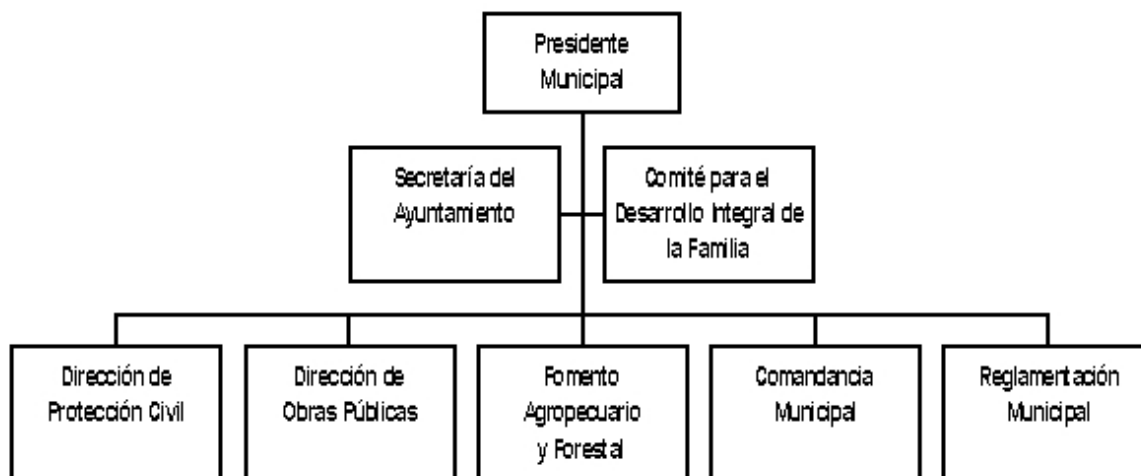 Presidente
Municipal
Secretaría del
Ayuntamiento
Comité para el
Desarrollo Integral de
la Familia
Dirección de
Protección Civil
Dirección de
Obras Públicas
Fomento
Agropecuario
y Forestal
Comandancia
Municipal
Reglamentación
Municipal